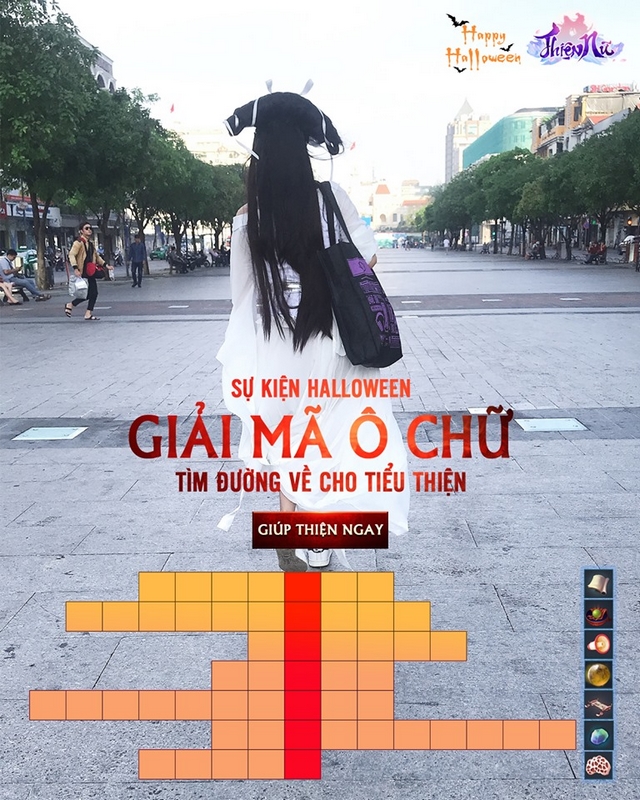 Happy
Halloween
Thiện Nữ
SỰ KIỆN HALLOWEEN
GIẢI MÃ Ô CHỮ
TÌM ĐƯỜNG VỀ CHO TIỂU THIỆN
GIÚP THIỆN NGAY